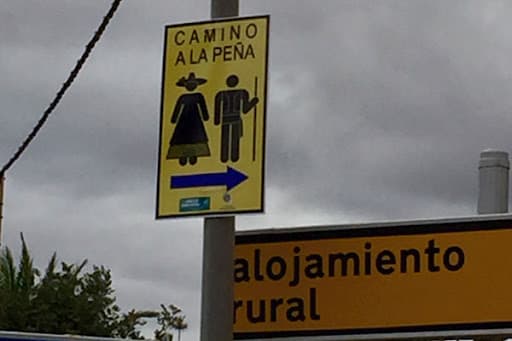 CAMINO
A LA PEÑA
alojamiento
rural